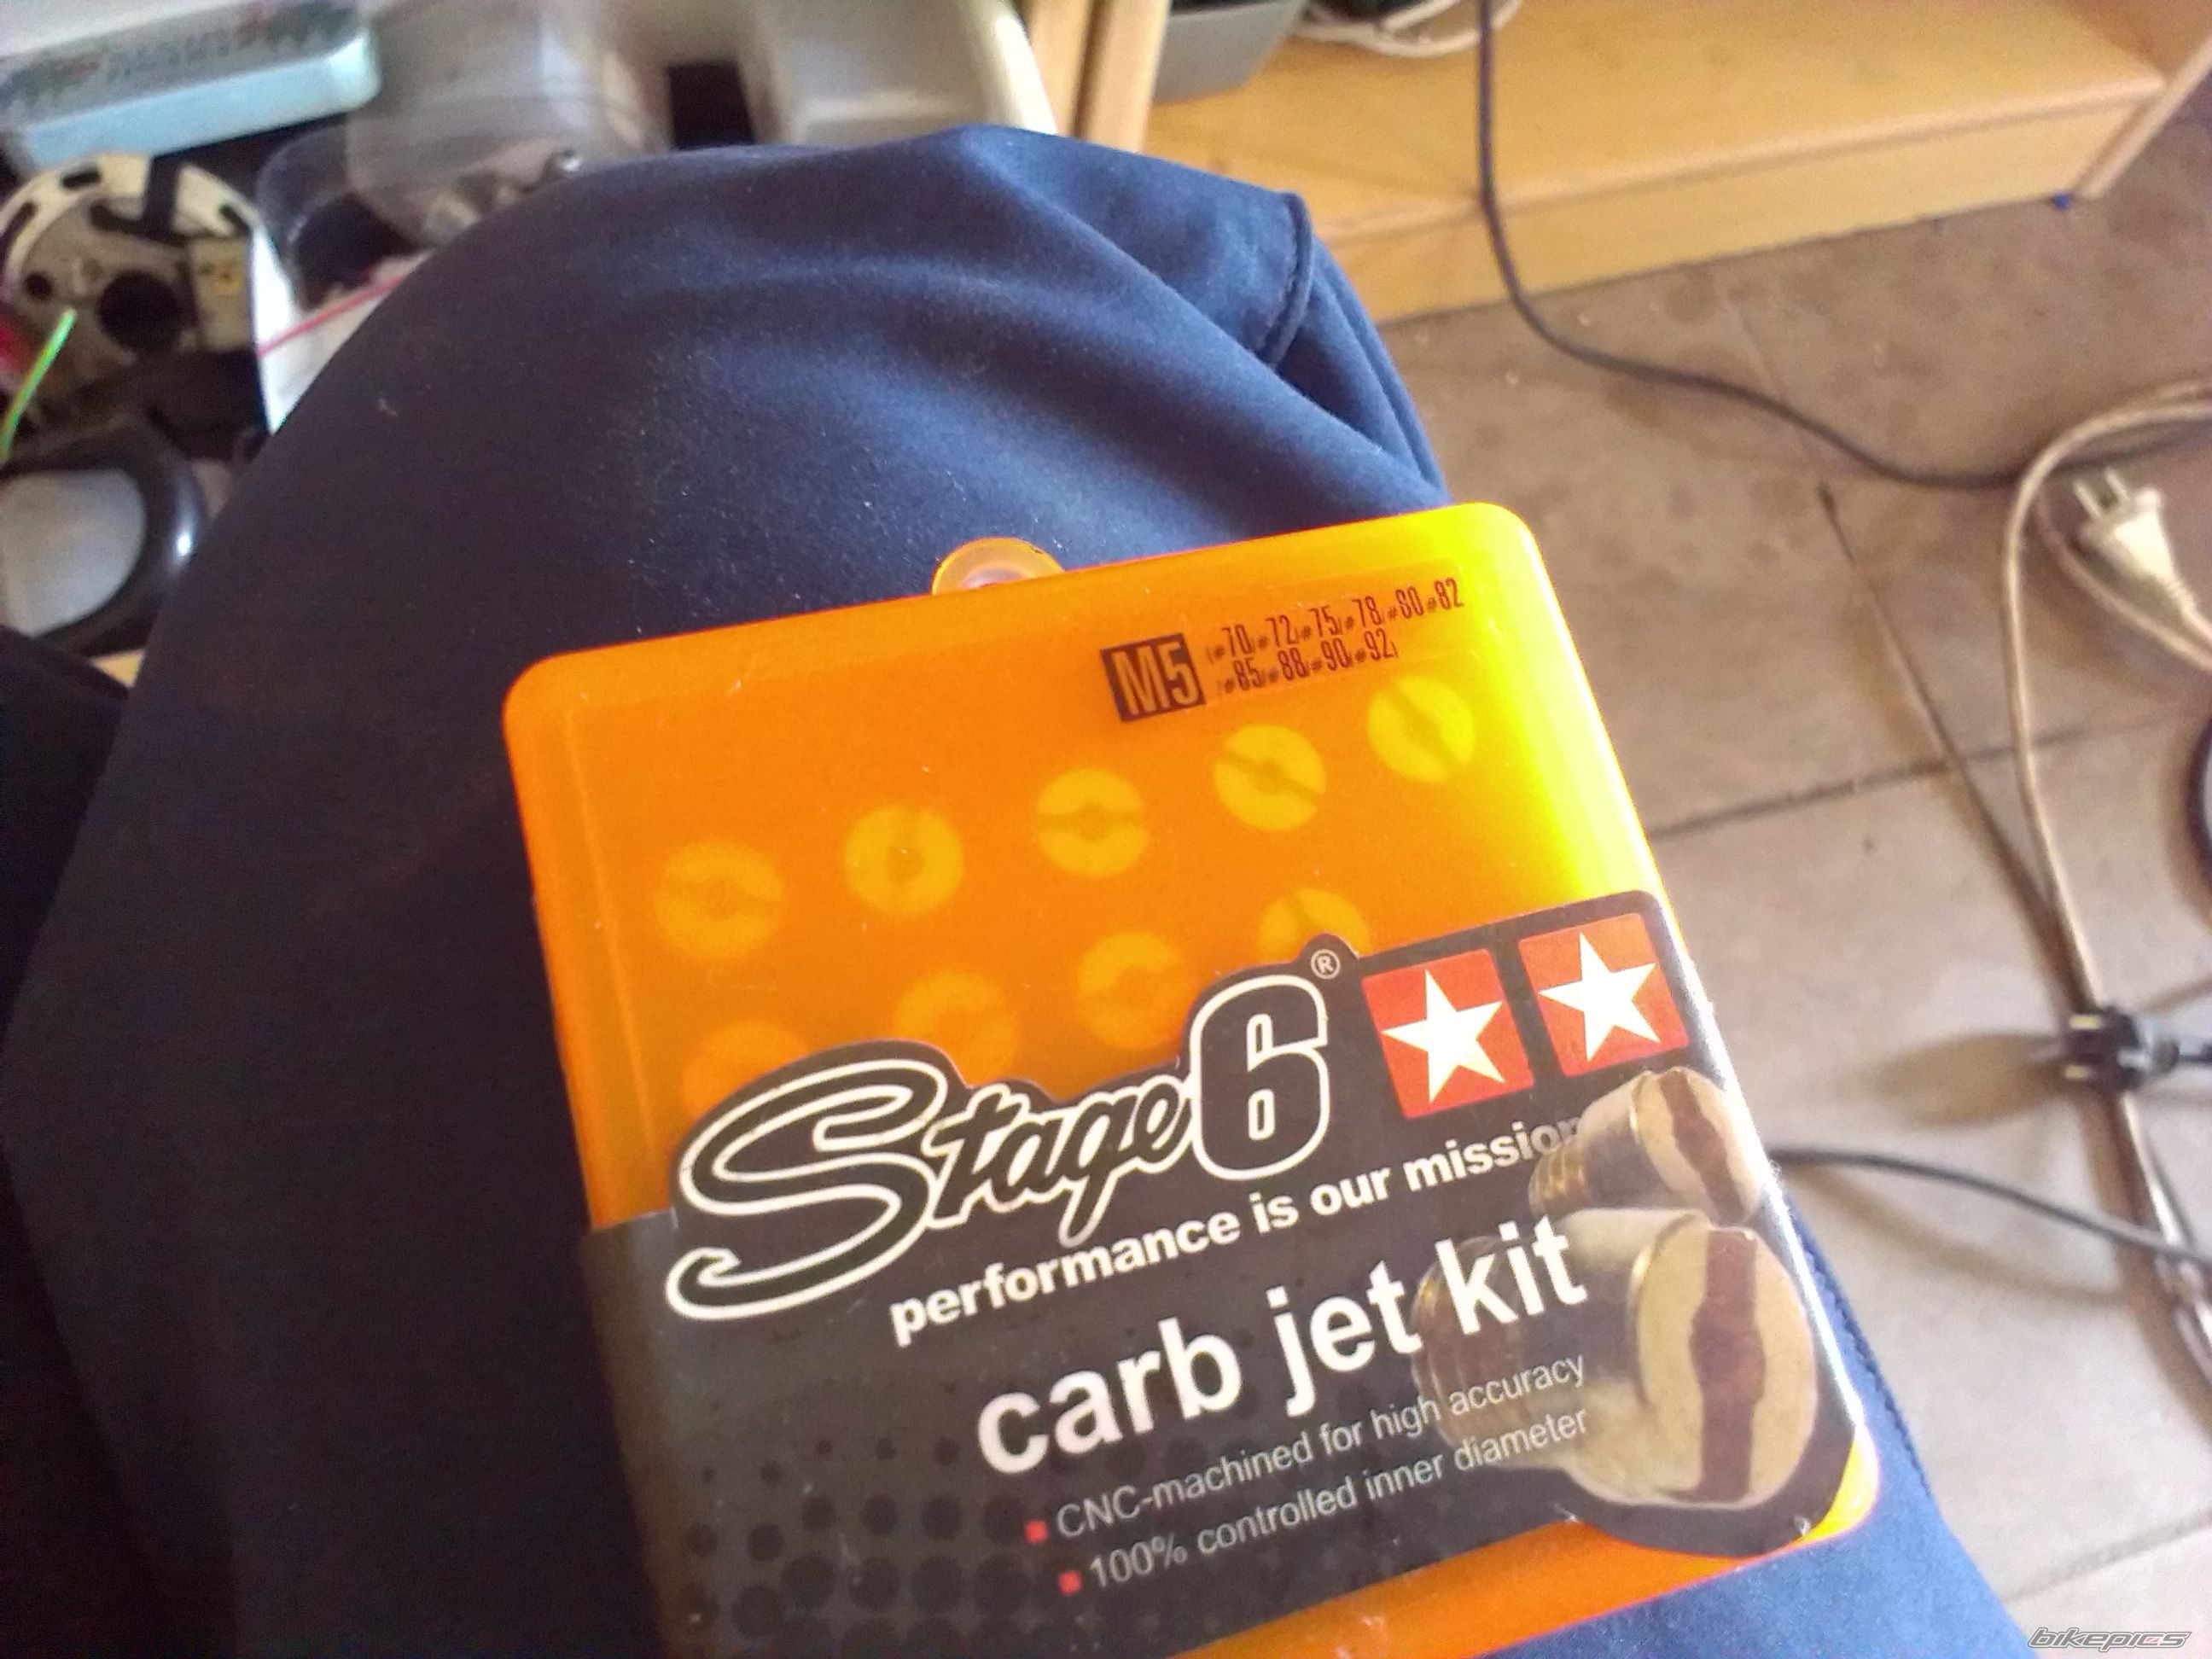 M5 (#70)(#72)(#75)(#78)(#80)(#82
(#85)(#88)(#90)(#92)
Stage6®
performance is our mission
carb jet kit
CNC-machined for high accuracy
100% controlled inner diameter
bikepics